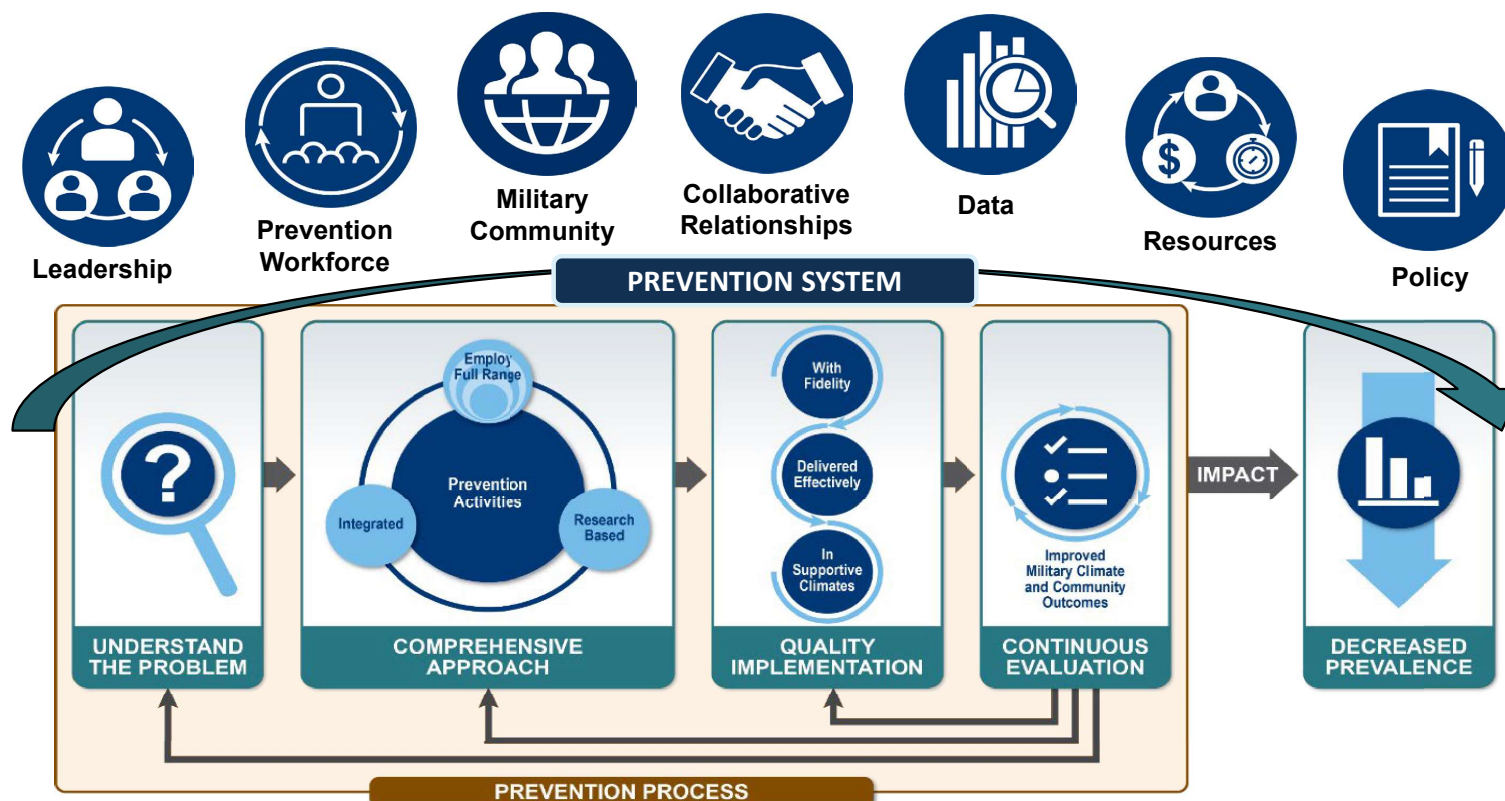 Leadership
Prevention
Workforce
Military
Community
Collaborative
Relationships
Data
Resources
Policy
PREVENTION SYSTEM
?
Employ
Full Range
Prevention
Activities
Integrated
Research
Based
With
Fidelity
Delivered
Effectively
In
Supportive
Climates
Improved
Military Climate
and Community
Outcomes
IMPACT
$
UNDERSTAND
THE PROBLEM
COMPREHENSIVE
APPROACH
QUALITY
IMPLEMENTATION
CONTINUOUS
EVALUATION
DECREASED
PREVALENCE
PREVENTION PROCESS